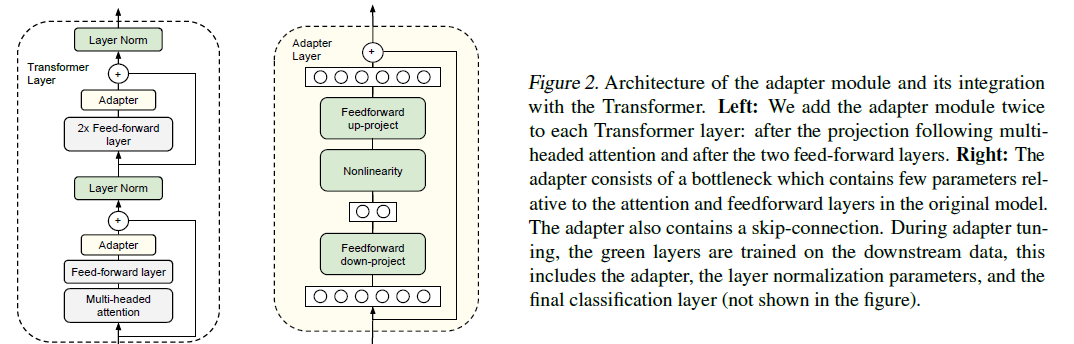 Layer Norm
Transformer
Layer
+
Adapter
2x Feed-forward
layer
Layer Norm
+
Adapter
Feed-forward layer
Multi-headed
attention
Adapter
Layer
+
Feedforward
up-project
Nonlinearity
Feedforward
down-project
Figure 2. Architecture of the adapter module and its integration
with the Transformer. Left: We add the adapter module twice
to each Transformer layer: after the projection following multi-
headed attention and after the two feed-forward layers. Right: The
adapter consists of a bottleneck which contains few parameters rel-
ative to the attention and feedforward layers in the original model.
The adapter also contains a skip-connection. During adapter tun-
ing, the green layers are trained on the downstream data, this
includes the adapter, the layer normalization parameters, and the
final classification layer (not shown in the figure).